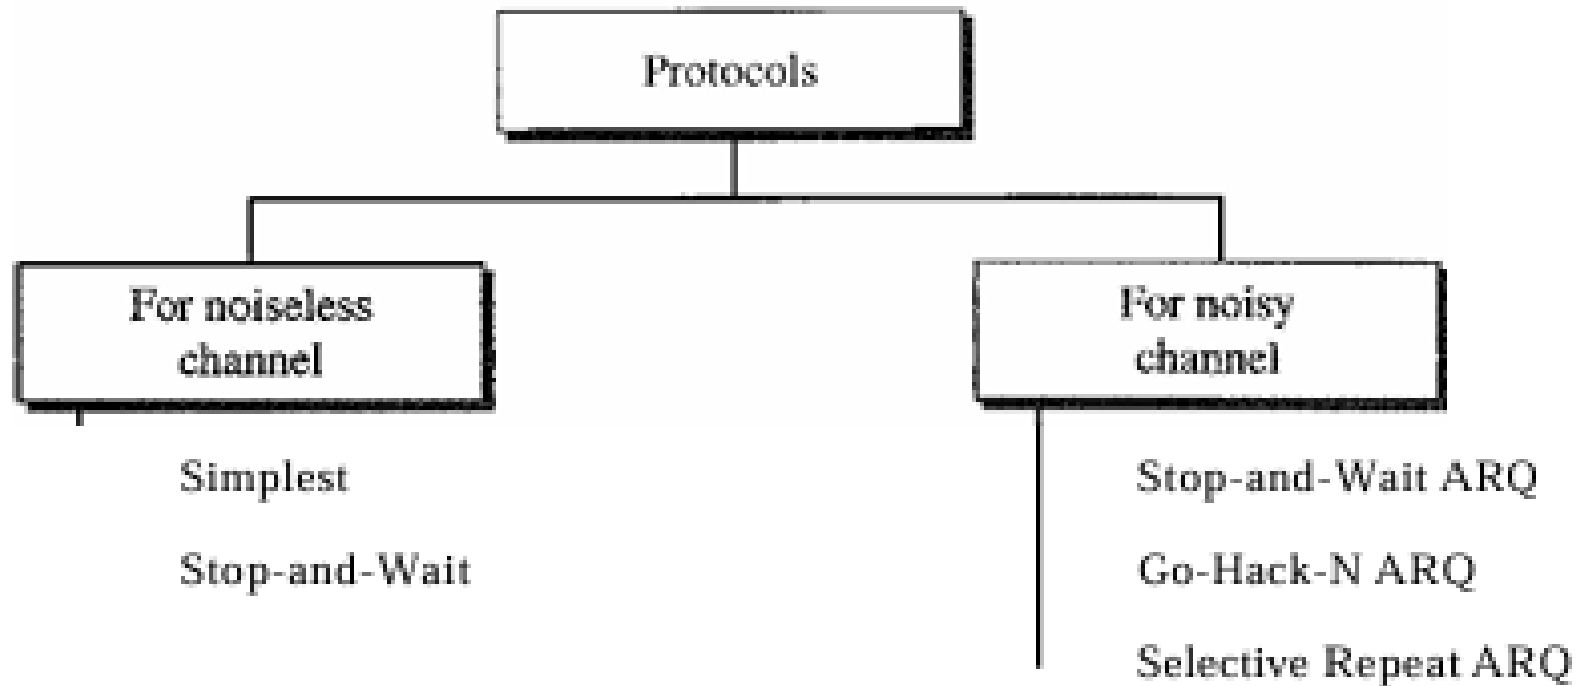 Protocols
For noiseless
channel
For noisy
channel
Simplest
Stop-and-Wait
Stop-and-Wait ARQ
Go-Hack-N ARQ
Selective Repeat ARQ